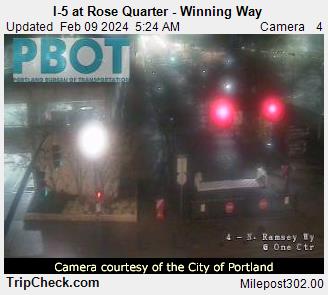 I-5 at Rose Quarter - Winning Way
Updated Feb 09 2024 5:24 AM Camera 4
PBOT
PORTLAND BUREAU OF TRANSPORTATION
4 - N. Ramsey Wy
@ One Ctr
Camera courtesy of the City of Portland
TripCheck.com Milepost302.00